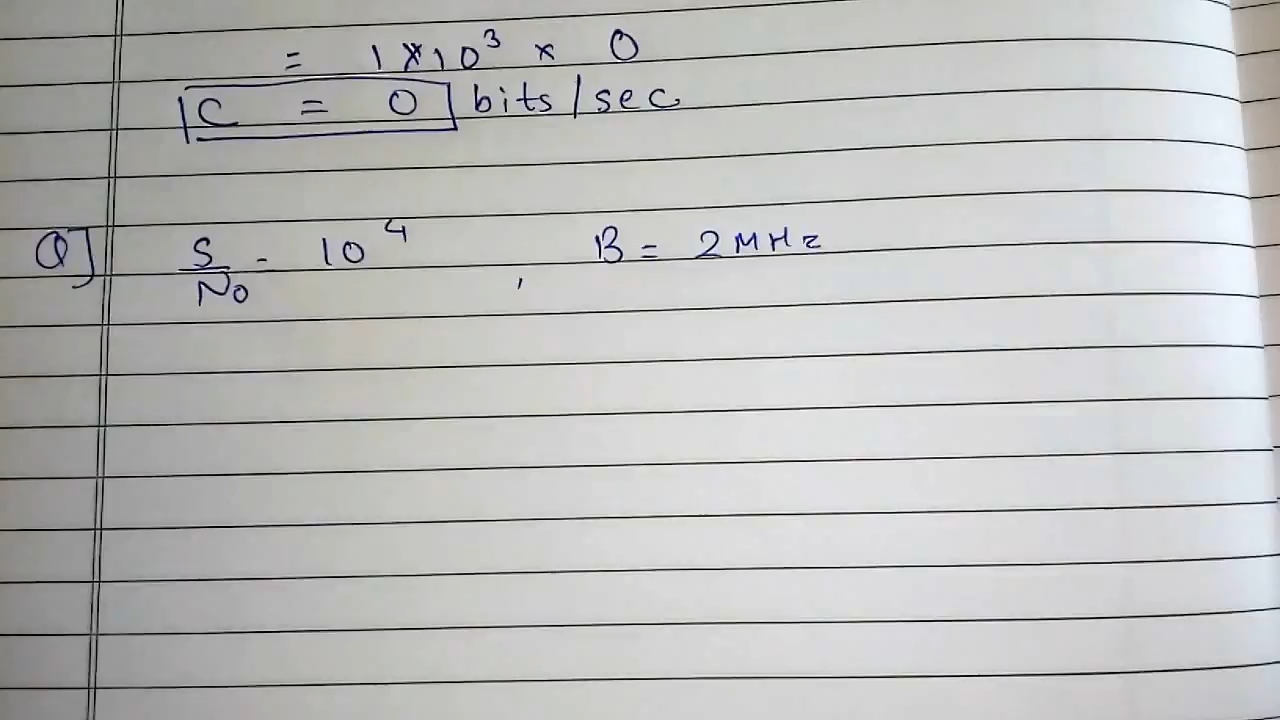 = 1 × 10³ × 0
C = 0 bits/sec
Q] S/N₀ - 10⁴ , B = 2 MHz